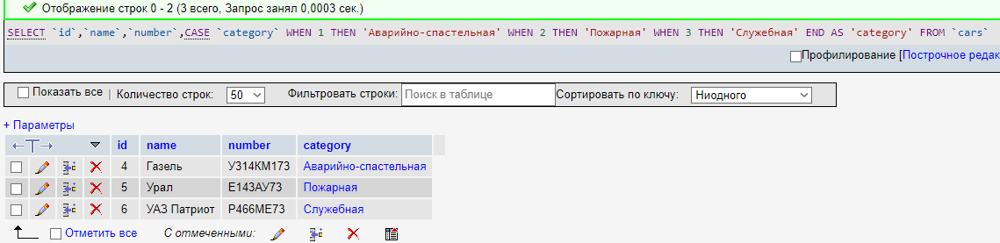 Отображение строк 0 - 2 (3 всего, Запрос занял 0,0003 сек.)
SELECT `id`,`name`,`number`,CASE `category` WHEN 1 THEN 'Аварийно-спастельная' WHEN 2 THEN 'Пожарная' WHEN 3 THEN 'Служебная' END AS 'category' FROM `cars`
Профилирование [Построчное редак
Показать все | Количество строк: 50 Фильтровать строки: Поиск в таблице Сортировать по ключу: Ниодного
+ Параметры
←T→ id name number category
4 Газель У314КМ173 Аварийно-спастельная
5 Урал Е143АУ73 Пожарная
6 УАЗ Патриот Р466МЕ73 Служебная
Отметить все С отмеченными: